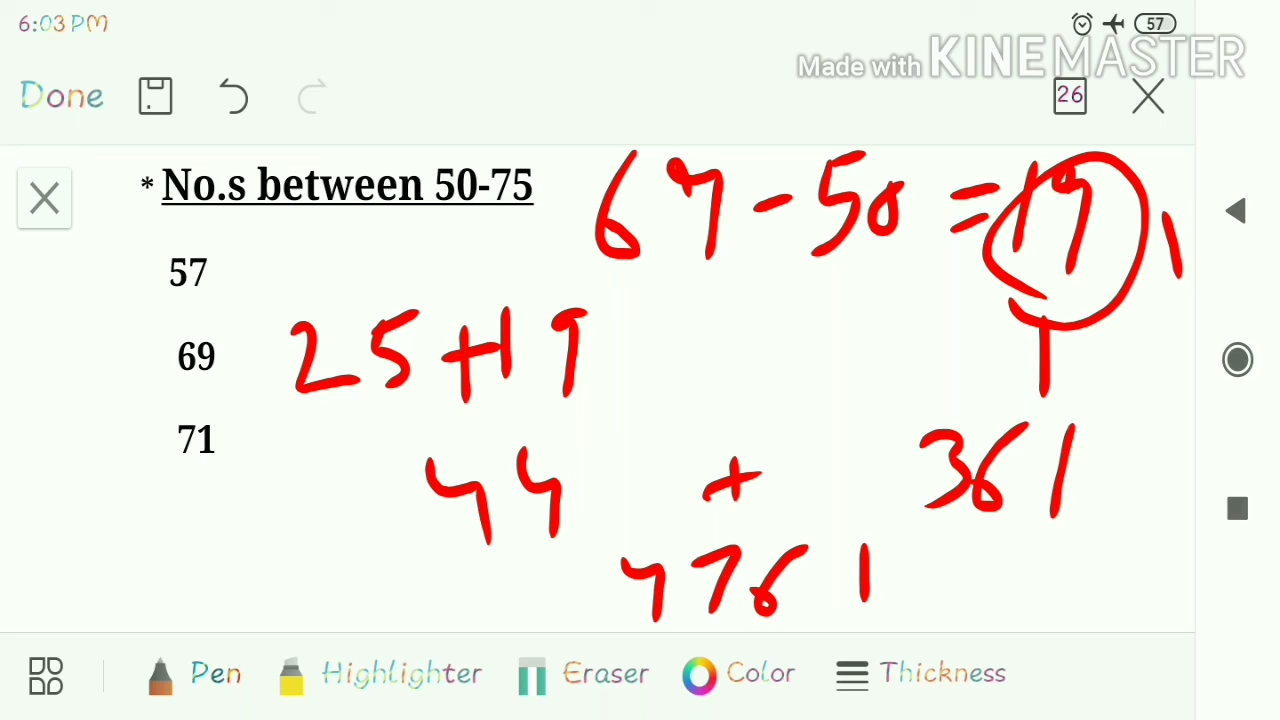 6:03 PM
57
Made with KINEMASTER
Done
26
* No.s between 50-75
69 - 50 = 19
57
25 + 19
69
44 + 361
71
4761
Pen Highlighter Eraser Color Thickness